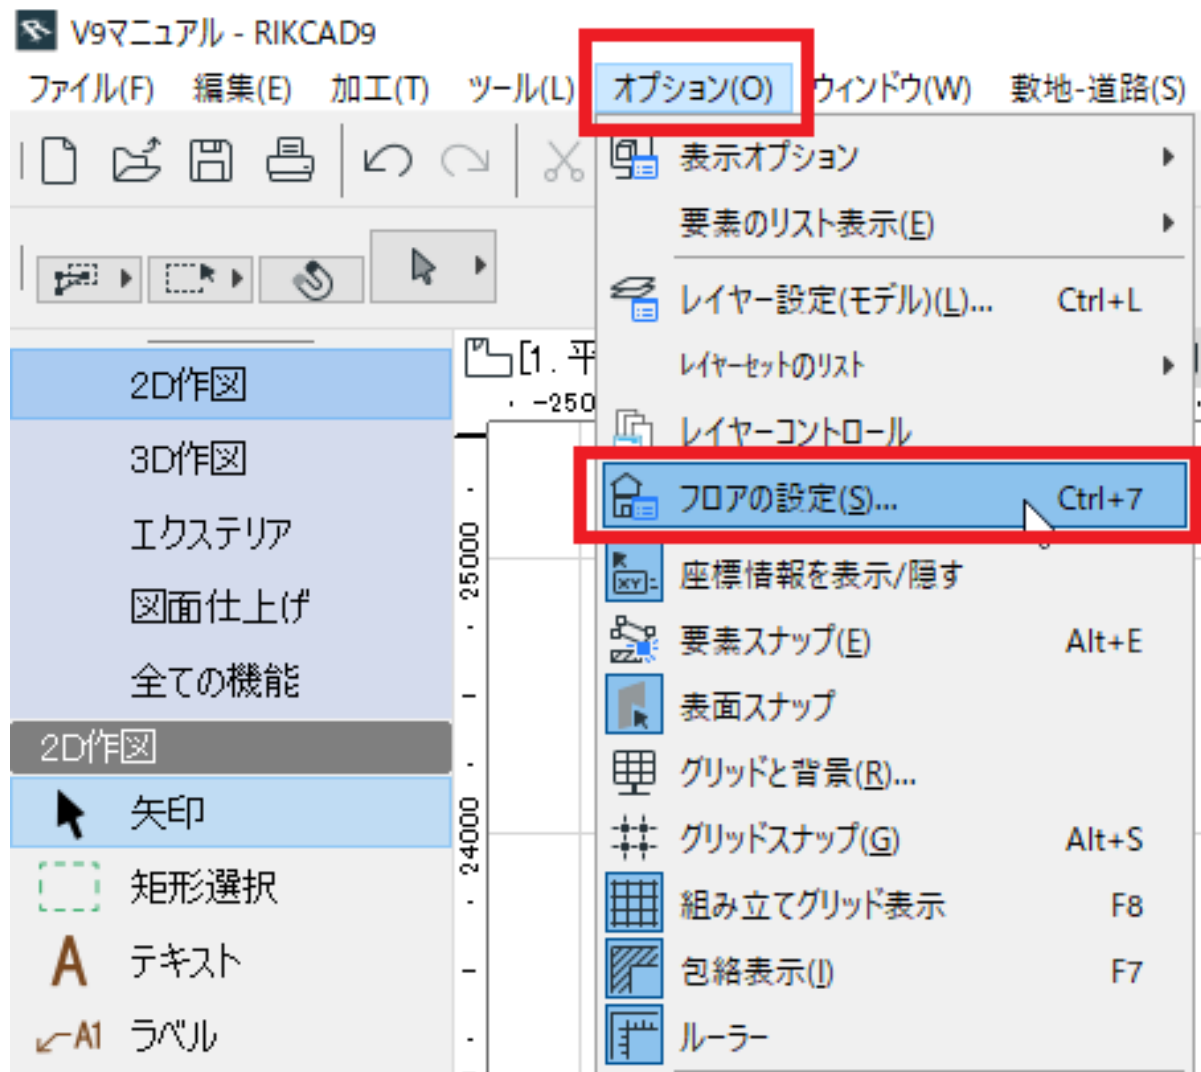 V9マニュアル - RIKCAD9
ファイル(F) 編集(E) 加工(T) ツール(L) オプション(O) ウィンドウ(W) 敷地-道路(S)
表示オプション
要素のリスト表示(E)
レイヤー設定(モデル)(L)... Ctrl+L
レイヤーセットのリスト
レイヤーコントロール
フロアの設定(S)... Ctrl+7
座標情報を表示/隠す
要素スナップ(E) Alt+E
表面スナップ
グリッドと背景(R)...
グリッドスナップ(G) Alt+S
組み立てグリッド表示 F8
包絡表示(I) F7
ルーラー
2D作図
3D作図
エクステリア
図面仕上げ
全ての機能
2D作図
矢印
矩形選択
A テキスト
A1 ラベル
[1. 平
-250
25000
24000